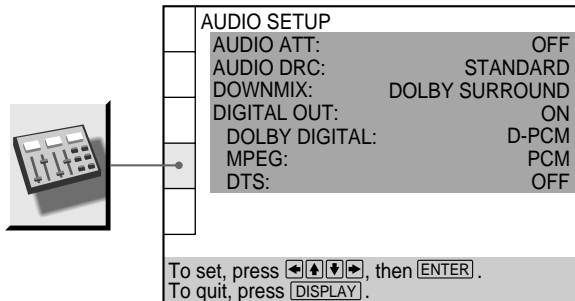 AUDIO SETUP
AUDIO ATT: OFF
AUDIO DRC: STANDARD
DOWNMIX: DOLBY SURROUND
DIGITAL OUT: ON
DOLBY DIGITAL: D-PCM
MPEG: PCM
DTS: OFF
To set, press ←↑↓→, then ENTER.
To quit, press DISPLAY.